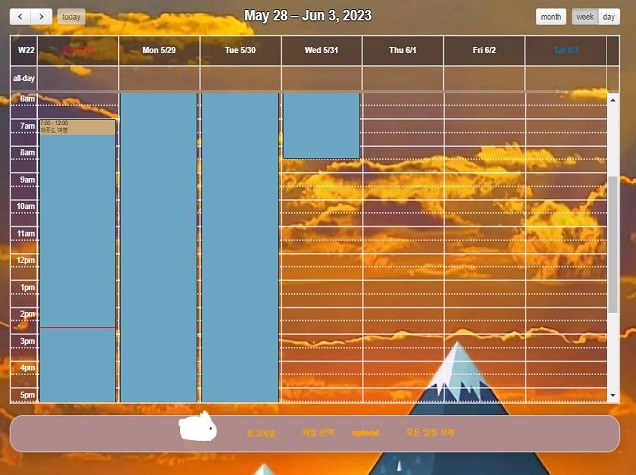 today
May 28 – Jun 3, 2023
month
week
day
W22
Mon 5/29
Tue 5/30
Wed 5/31
Thu 6/1
Fri 6/2
Sat 6/3
all-day
6am
7am
7:00 - 12:00
제주도 여행
8am
9am
10am
11am
12pm
1pm
2pm
3pm
4pm
5pm
로그아웃
파일 선택
upload
모든 일정 삭제